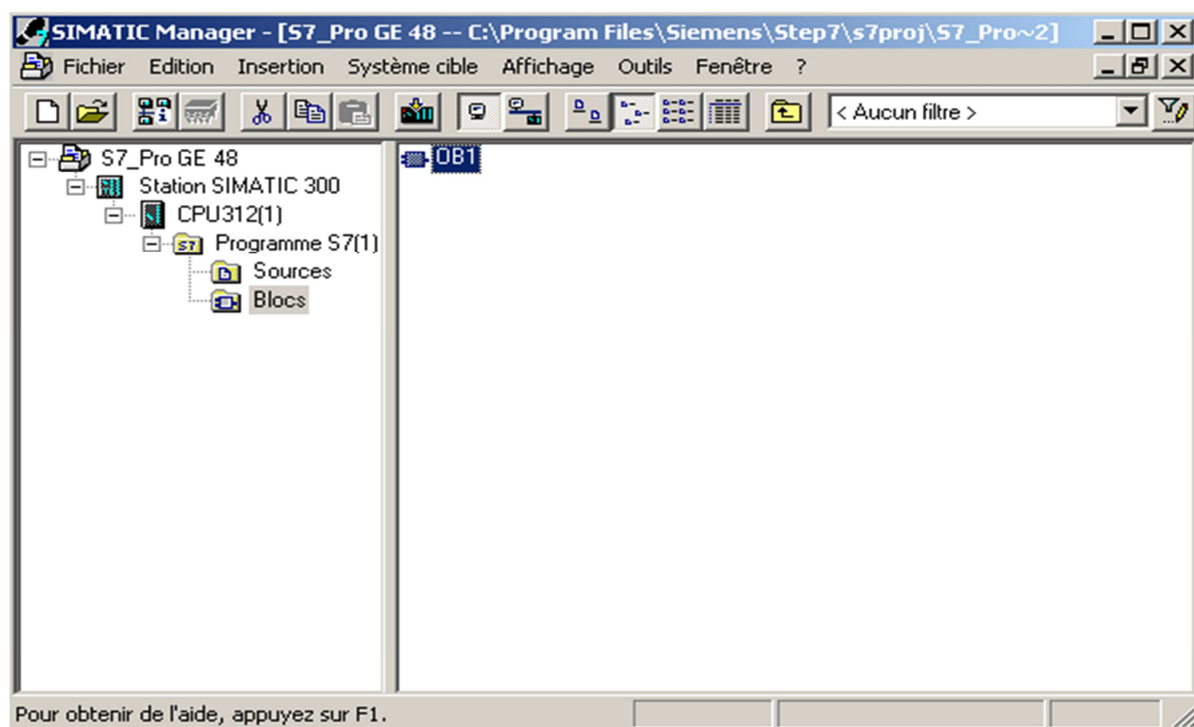 SIMATIC Manager - [S7_Pro GE 48 -- C:\Program Files\Siemens\Step7\s7proj\S7_Pro~2]
Fichier Edition Insertion Système cible Affichage Outils Fenêtre ?
< Aucun filtre >
S7_Pro GE 48
Station SIMATIC 300
CPU312(1)
Programme S7(1)
Sources
Blocs
OB1
Pour obtenir de l'aide, appuyez sur F1.